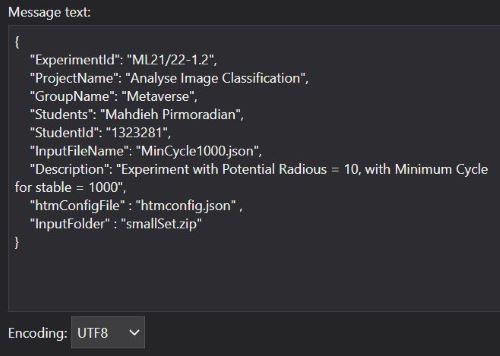 Message text:
{
    "ExperimentId": "ML21/22-1.2",
    "ProjectName": "Analyse Image Classification",
    "GroupName": "Metaverse",
    "Students": "Mahdieh Pirmoradian",
    "StudentId": "1323281",
    "InputFileName": "MinCycle1000.json",
    "Description": "Experiment with Potential Radious = 10, with Minimum Cycle
for stable = 1000",
    "htmConfigFile" : "htmconfig.json" ,
    "InputFolder" : "smallSet.zip"
}
Encoding: UTF8